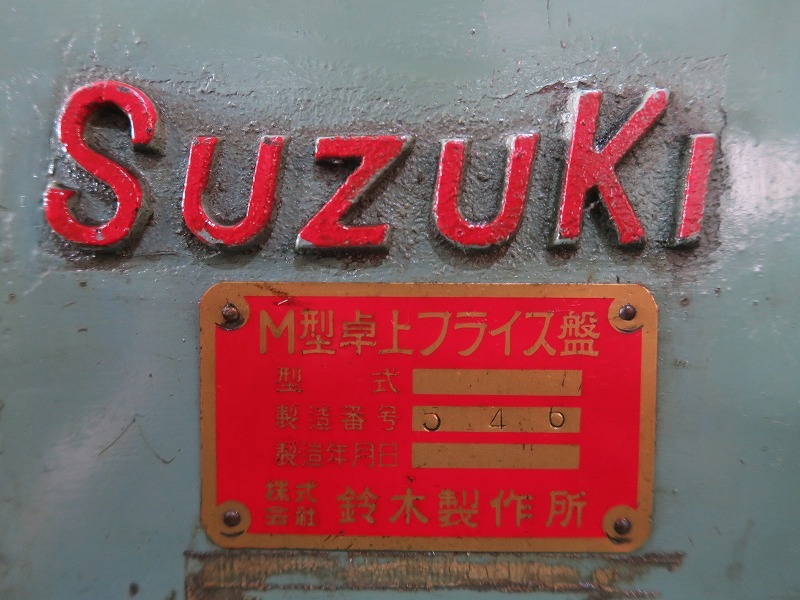 SUZUKI
M型卓上フライス盤
型式
製造番号 546
製造年月日
株式会社 鈴木製作所